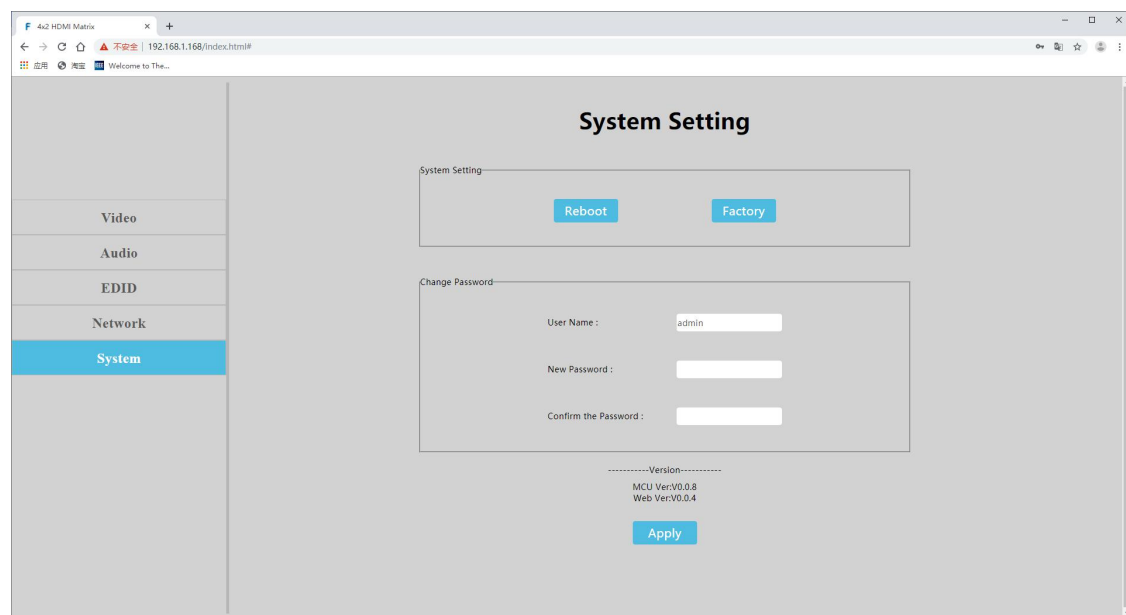 4x2 HDMI Matrix
不安全 | 192.168.1.168/index.html#
应用 淘宝 Welcome to The...
Video
Audio
EDID
Network
System
System Setting
System Setting
Reboot Factory
Change Password
User Name : admin
New Password :
Confirm the Password :
-----------Version-----------
MCU Ver:V0.0.8
Web Ver:V0.0.4
Apply